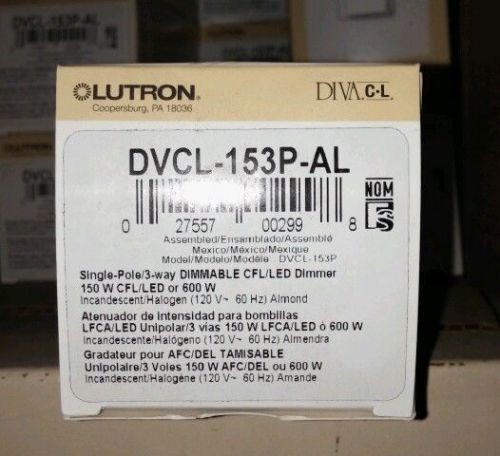 DVCL-153P-AL
LUTRON®
Coopersburg, PA 18036
DIVA C·L
DVCL-153P-AL
NOM
0 27557 00299 8
Assembled/Ensamblado/Assemblé
Mexico/México/Mexique
Model/Modelo/Modèle DVCL-153P
Single-Pole/3-way DIMMABLE CFL/LED Dimmer
150 W CFL/LED or 600 W
Incandescent/Halogen (120 V~ 60 Hz) Almond
Atenuador de intensidad para bombillas
LFCA/LED Unipolar/3 vías 150 W LFCA/LED ó 600 W
Incandescente/Halógeno (120 V~ 60 Hz) Almendra
Gradateur pour AFC/DEL TAMISABLE
Unipolaire/3 Voies 150 W AFC/DEL ou 600 W
Incandescent/Halogène (120 V~ 60 Hz) Amande